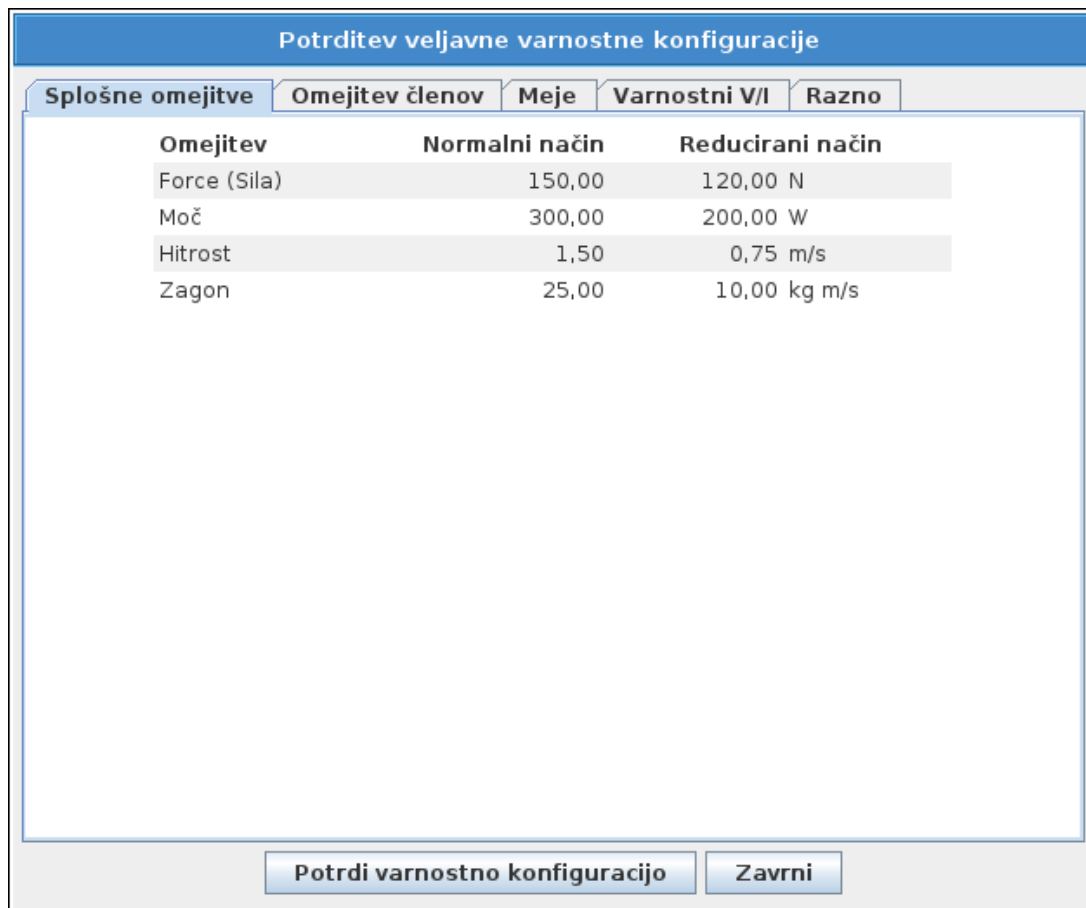 Potrditev veljavne varnostne konfiguracije
Splošne omejitve Omejitev členov Meje Varnostni V/I Razno
Omejitev Normalni način Reducirani način
Force (Sila) 150,00 120,00 N
Moč 300,00 200,00 W
Hitrost 1,50 0,75 m/s
Zagon 25,00 10,00 kg m/s
Potrdi varnostno konfiguracijo Zavrni